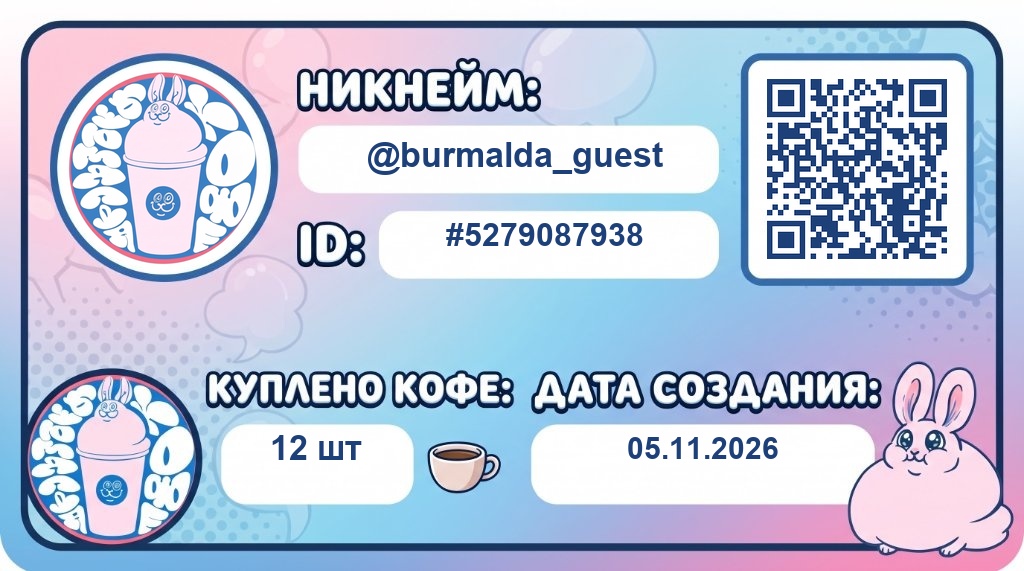 НИКНЕЙМ:
@burmalda_guest
ID:
#5279087938
КУПЛЕНО КОФЕ:
12 шт
ДАТА СОЗДАНИЯ:
05.11.2026